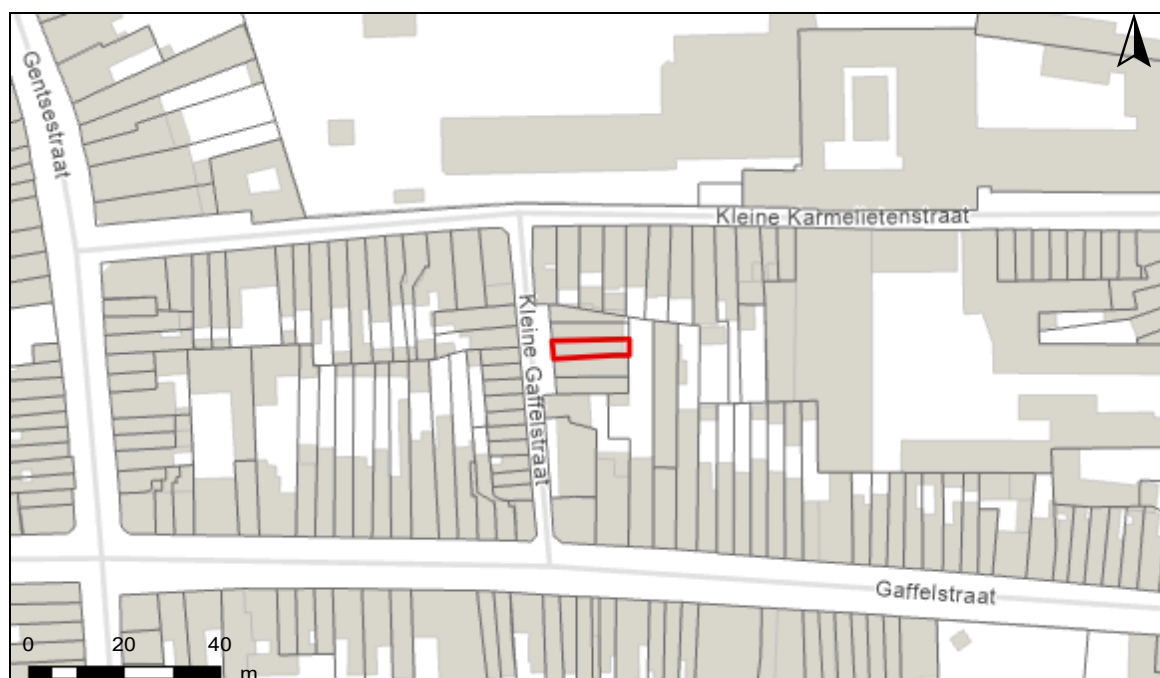 Gentsestraat
Kleine Karmelietenstraat
Kleine Gaffelstraat
Gaffelstraat
0 20 40
m